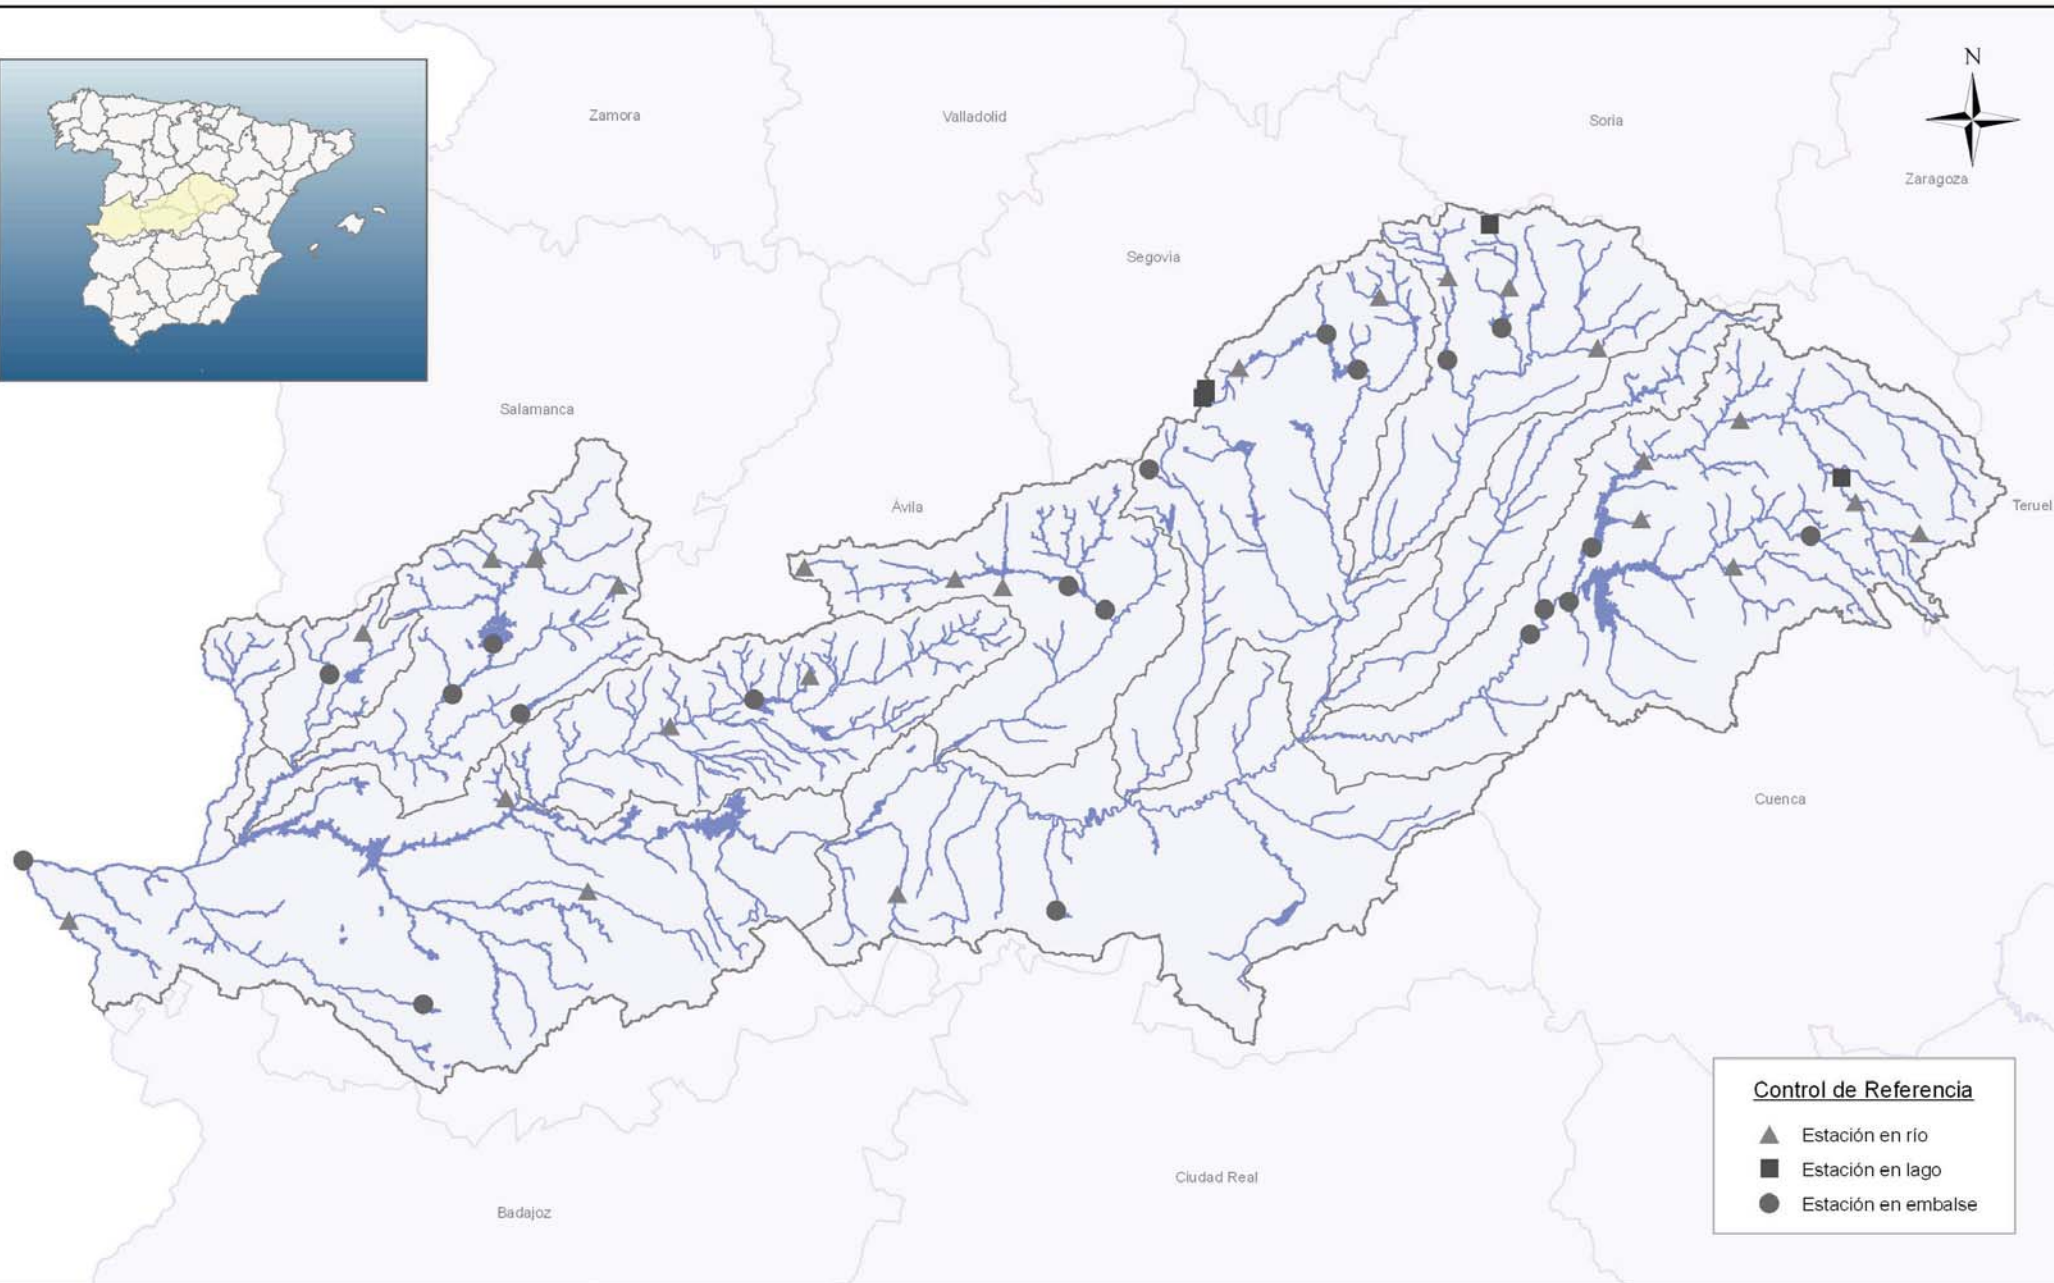 N
Zamora
Valladolid
Soria
Zaragoza
Segovia
Salamanca
Ávila
Teruel
Cuenca
Ciudad Real
Badajoz
Control de Referencia
Estación en río
Estación en lago
Estación en embalse